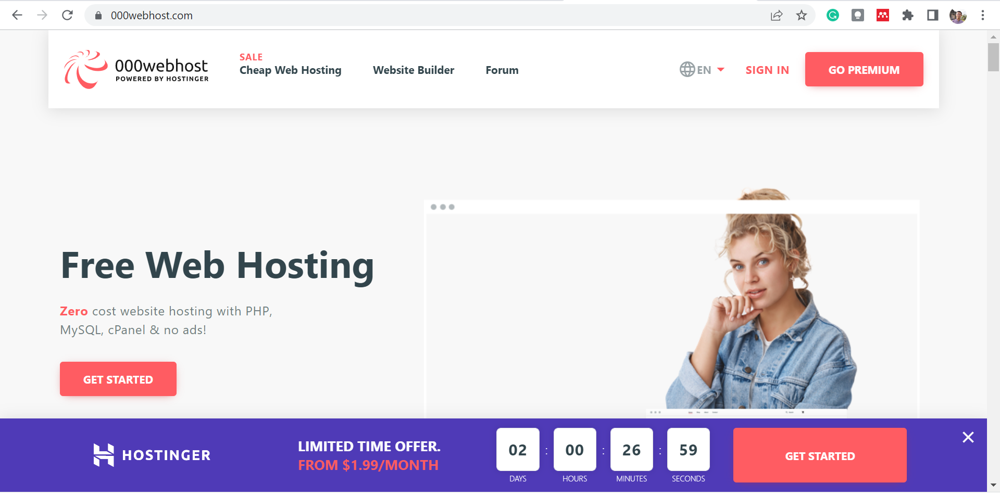 000webhost.com
000webhost
POWERED BY HOSTINGER
SALE
Cheap Web Hosting
Website Builder
Forum
EN
SIGN IN
GO PREMIUM
Free Web Hosting
Zero cost website hosting with PHP,
MySQL, cPanel & no ads!
GET STARTED
HOSTINGER
LIMITED TIME OFFER.
FROM $1.99/MONTH
02 : 00 : 26 : 59
DAYS HOURS MINUTES SECONDS
GET STARTED